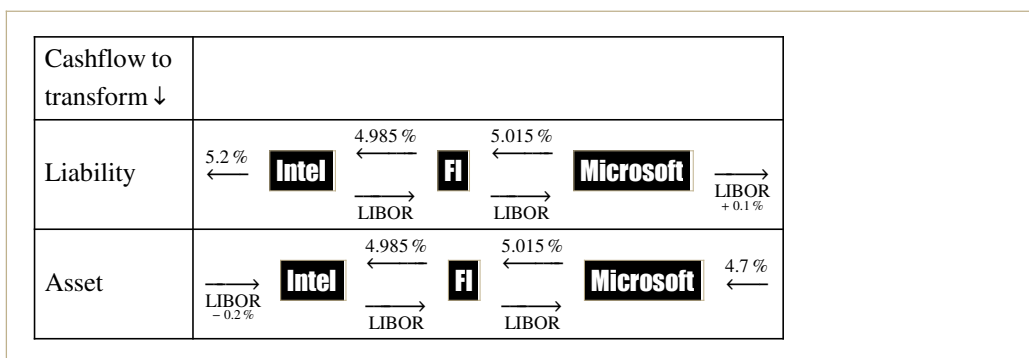 Cashflow to
transform ↓
Liability
5.2 %
←
Intel
4.985 %
←
→
LIBOR
FI
5.015 %
←
→
LIBOR
Microsoft
→
LIBOR
+ 0.1 %
Asset
→
LIBOR
− 0.2 %
Intel
4.985 %
←
→
LIBOR
FI
5.015 %
←
→
LIBOR
Microsoft
4.7 %
←